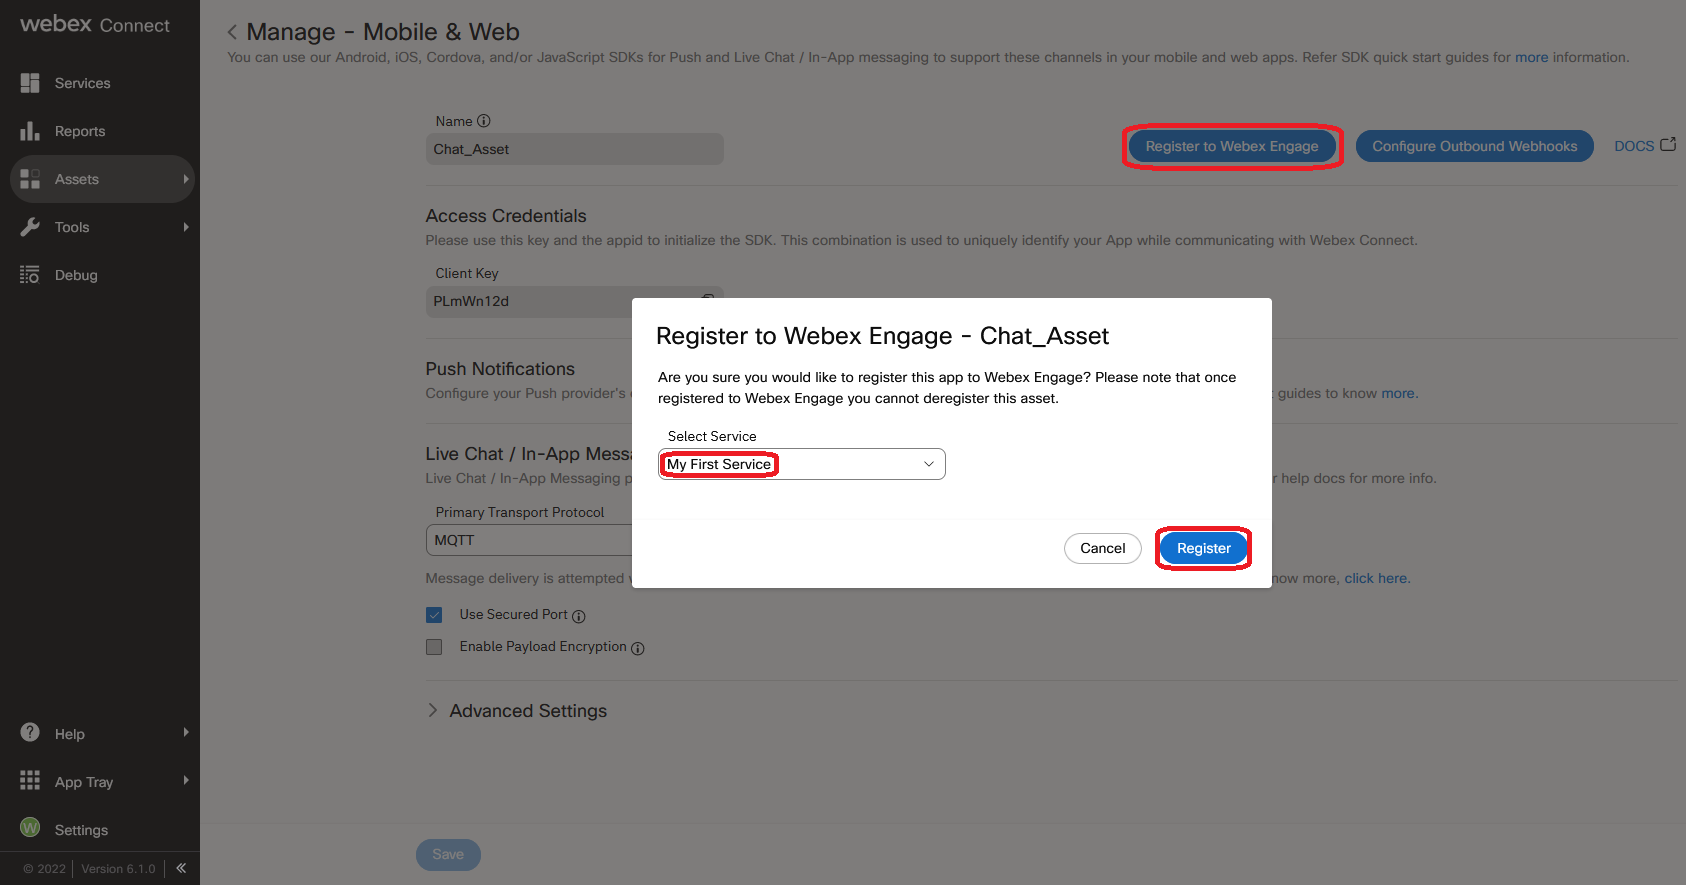 webex Connect
Services
Reports
Assets
Tools
Debug
Help
App Tray
W
Settings
© 2022 | Version 6.1.0
Manage - Mobile & Web
You can use our Android, iOS, Cordova, and/or JavaScript SDKs for Push and Live Chat / In-App messaging to support these channels in your mobile and web apps. Refer SDK quick start guides for more information.
Name
Chat_Asset
Register to Webex Engage
Configure Outbound Webhooks
DOCS
Access Credentials
Please use this key and the appid to initialize the SDK. This combination is used to uniquely identify your App while communicating with Webex Connect.
Client Key
PLmWn12d
Push Notifications
Configure your Push provider's
guides to know more.
Live Chat / In-App Messa
Live Chat / In-App Messaging p
r help docs for more info.
Primary Transport Protocol
MQTT
Message delivery is attempted
now more, click here.
Use Secured Port
Enable Payload Encryption
Advanced Settings
Save
Register to Webex Engage - Chat_Asset
Are you sure you would like to register this app to Webex Engage? Please note that once
registered to Webex Engage you cannot deregister this asset.
Select Service
My First Service
Cancel
Register